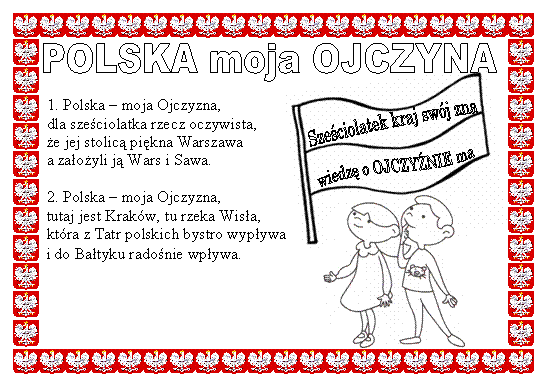 POLSKA moja OJCZYNA
1. Polska – moja Ojczyzna,
dla sześciolatka rzecz oczywista,
że jej stolicą piękna Warszawa
a założyli ją Wars i Sawa.
2. Polska – moja Ojczyzna,
tutaj jest Kraków, tu rzeka Wisła,
która z Tatr polskich bystro wypływa
i do Bałtyku radośnie wpływa.
Sześciolatek kraj swój zna
wiedzę o OJCZYŹNIE ma